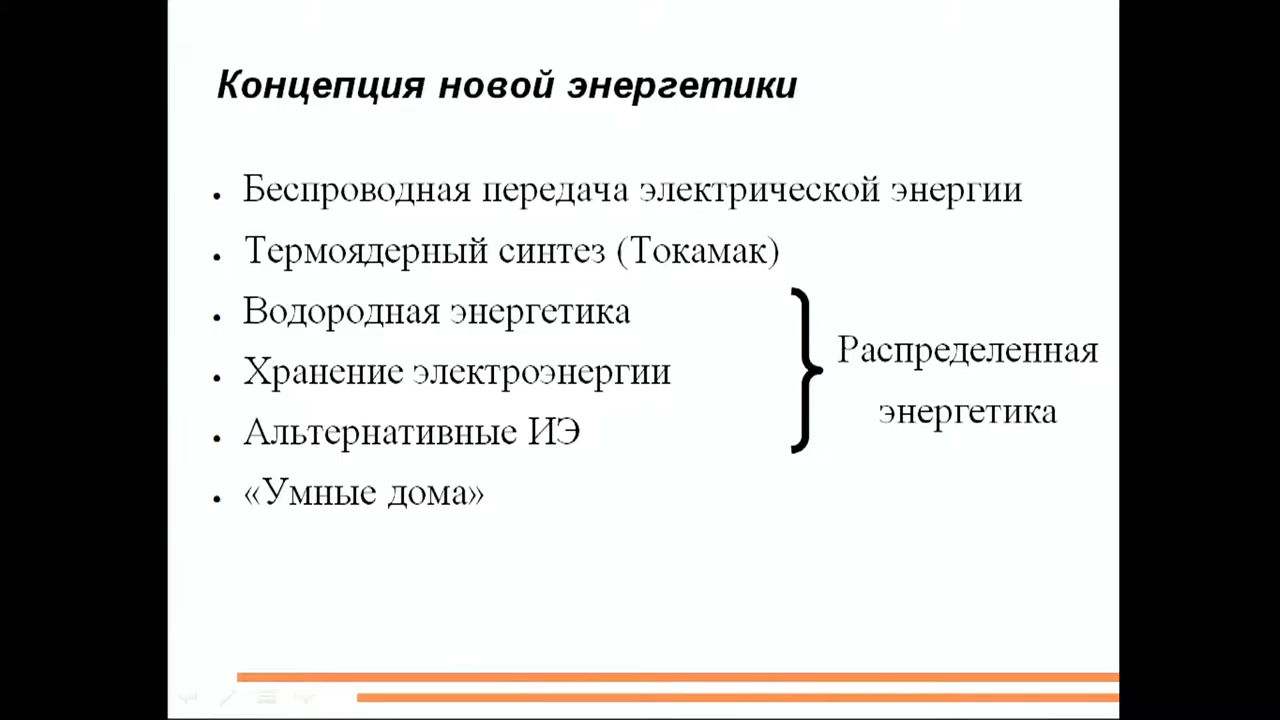 Концепция новой энергетики
• Беспроводная передача электрической энергии
• Термоядерный синтез (Токамак)
• Водородная энергетика
• Хранение электроэнергии
• Альтернативные ИЭ
• «Умные дома»
Распределенная
энергетика